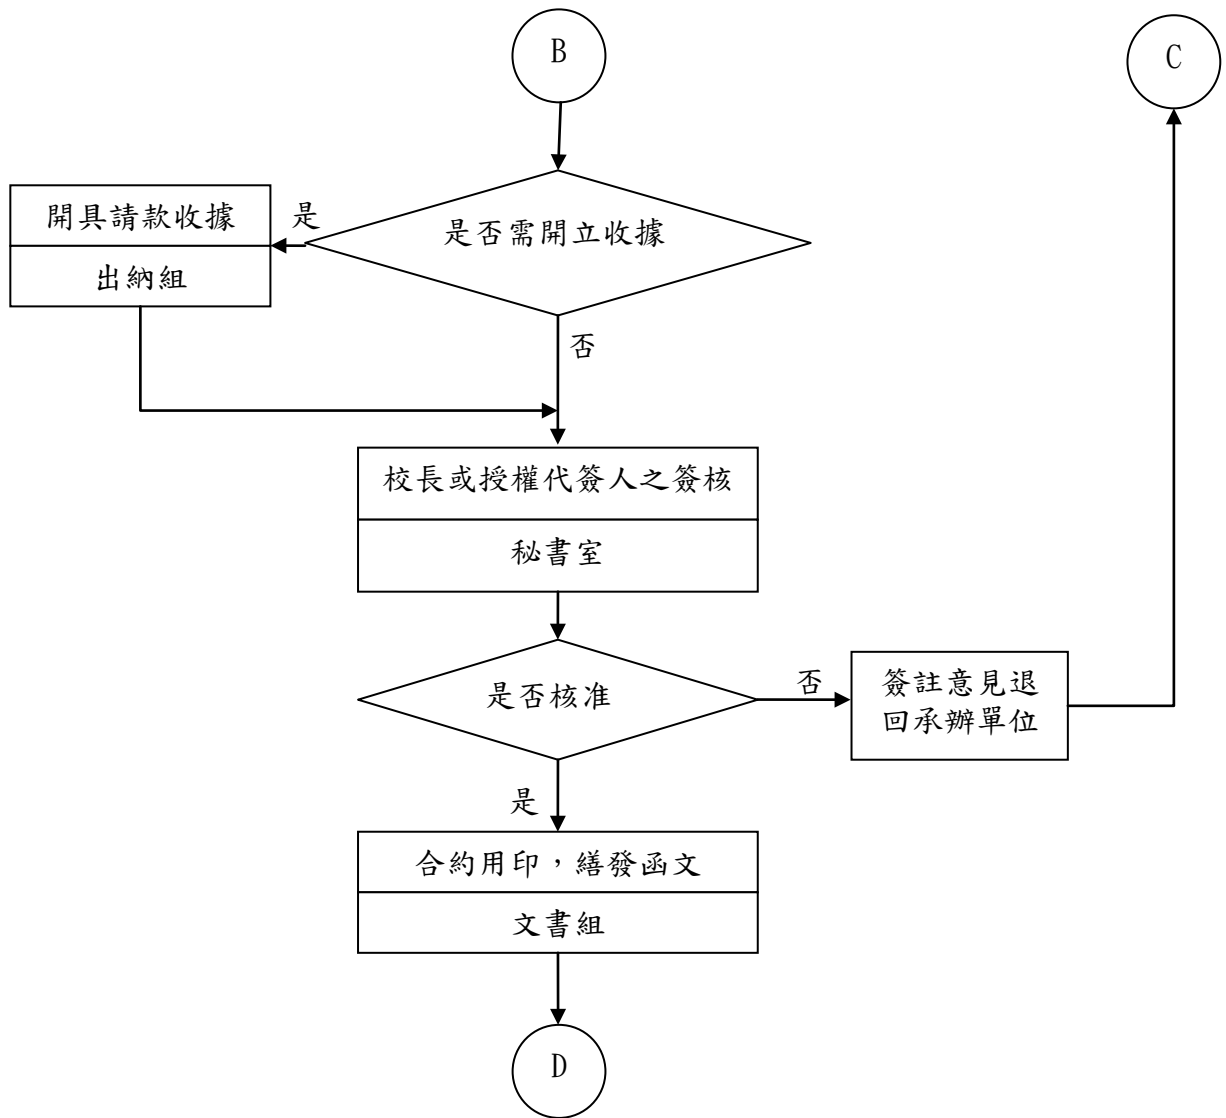 B
C
是否需開立收據
是
開具請款收據
出納組
否
校長或授權代簽人之簽核
秘書室
是否核准
否
簽註意見退
回承辦單位
是
合約用印，繕發函文
文書組
D